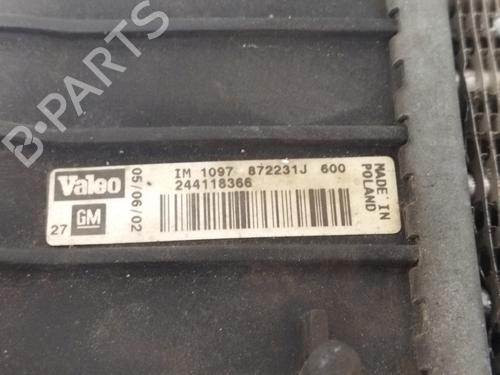 B-PARTS
Valeo
05/06/02
IM 1097 872231J 600
244118366
MADE IN
POLAND
27
GM